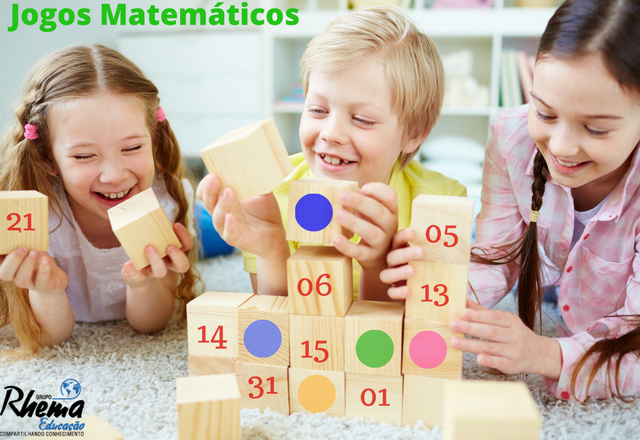 Jogos Matemáticos
21
05
06
13
14
15
31
01
GRUPO
Rhema
Educação
COMPARTILHANDO CONHECIMENTO